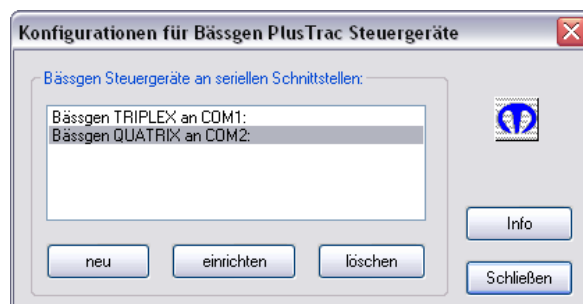 Konfigurationen für Bässgen PlusTrac Steuergeräte
Bässgen Steuergeräte an seriellen Schnittstellen:
Bässgen TRIPLEX an COM1:
Bässgen QUATRIX an COM2:
Info
neu
einrichten
löschen
Schließen